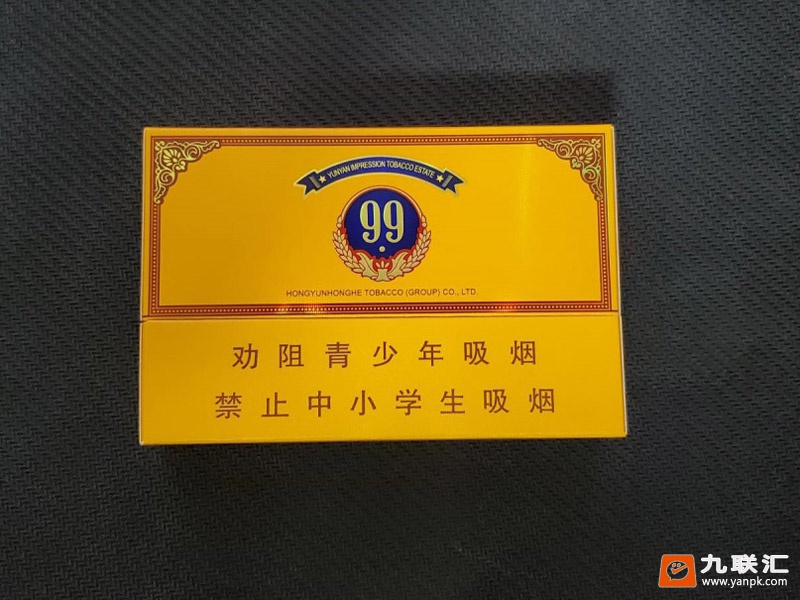 YUNYAN IMPRESSION TOBACCO ESTATE
99
HONGYUNHONGHE TOBACCO (GROUP) CO., LTD.
劝阻青少年吸烟
禁止中小学生吸烟
九联汇
www.yanpk.com